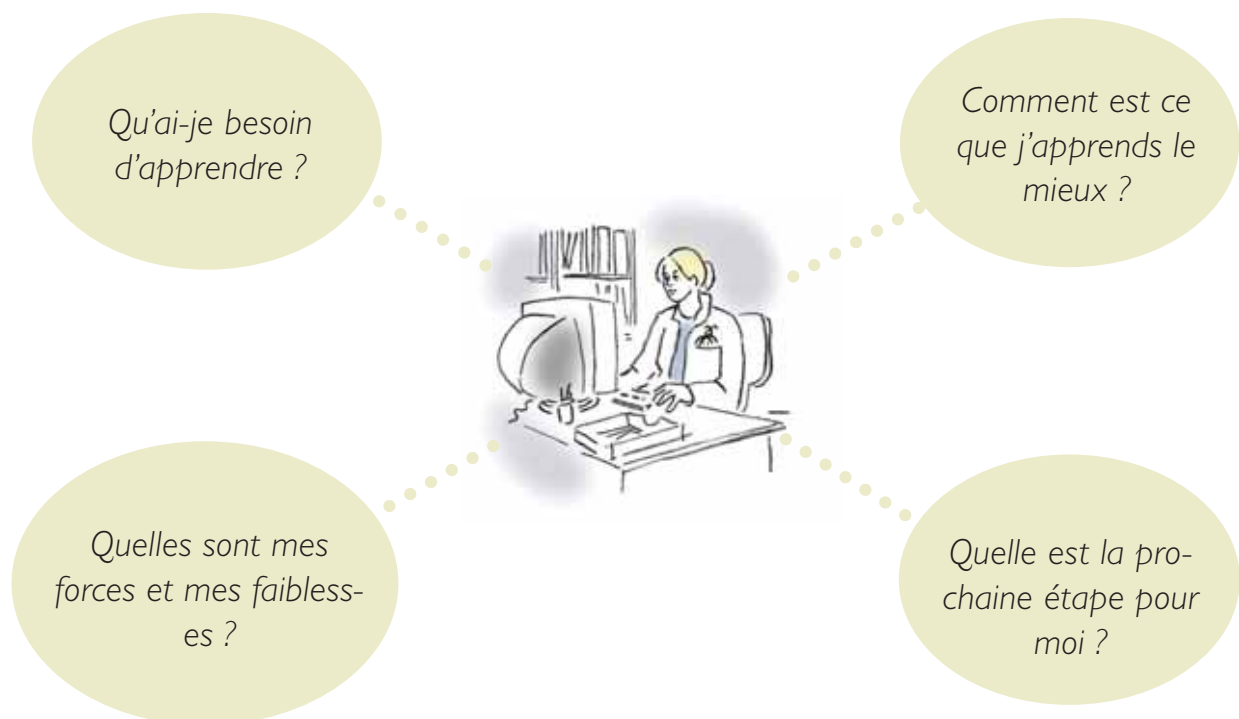 Qu'ai-je besoin
d'apprendre ?
Comment est ce
que j'apprends le
mieux ?
Quelles sont mes
forces et mes faibless-
es ?
Quelle est la pro-
chaine étape pour
moi ?